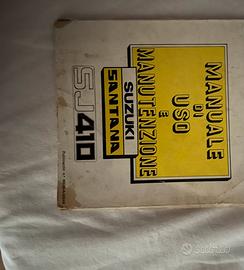 MANUALE
DI
USO
E
MANUTENZIONE
SUZUKI
SANTANA
SJ410